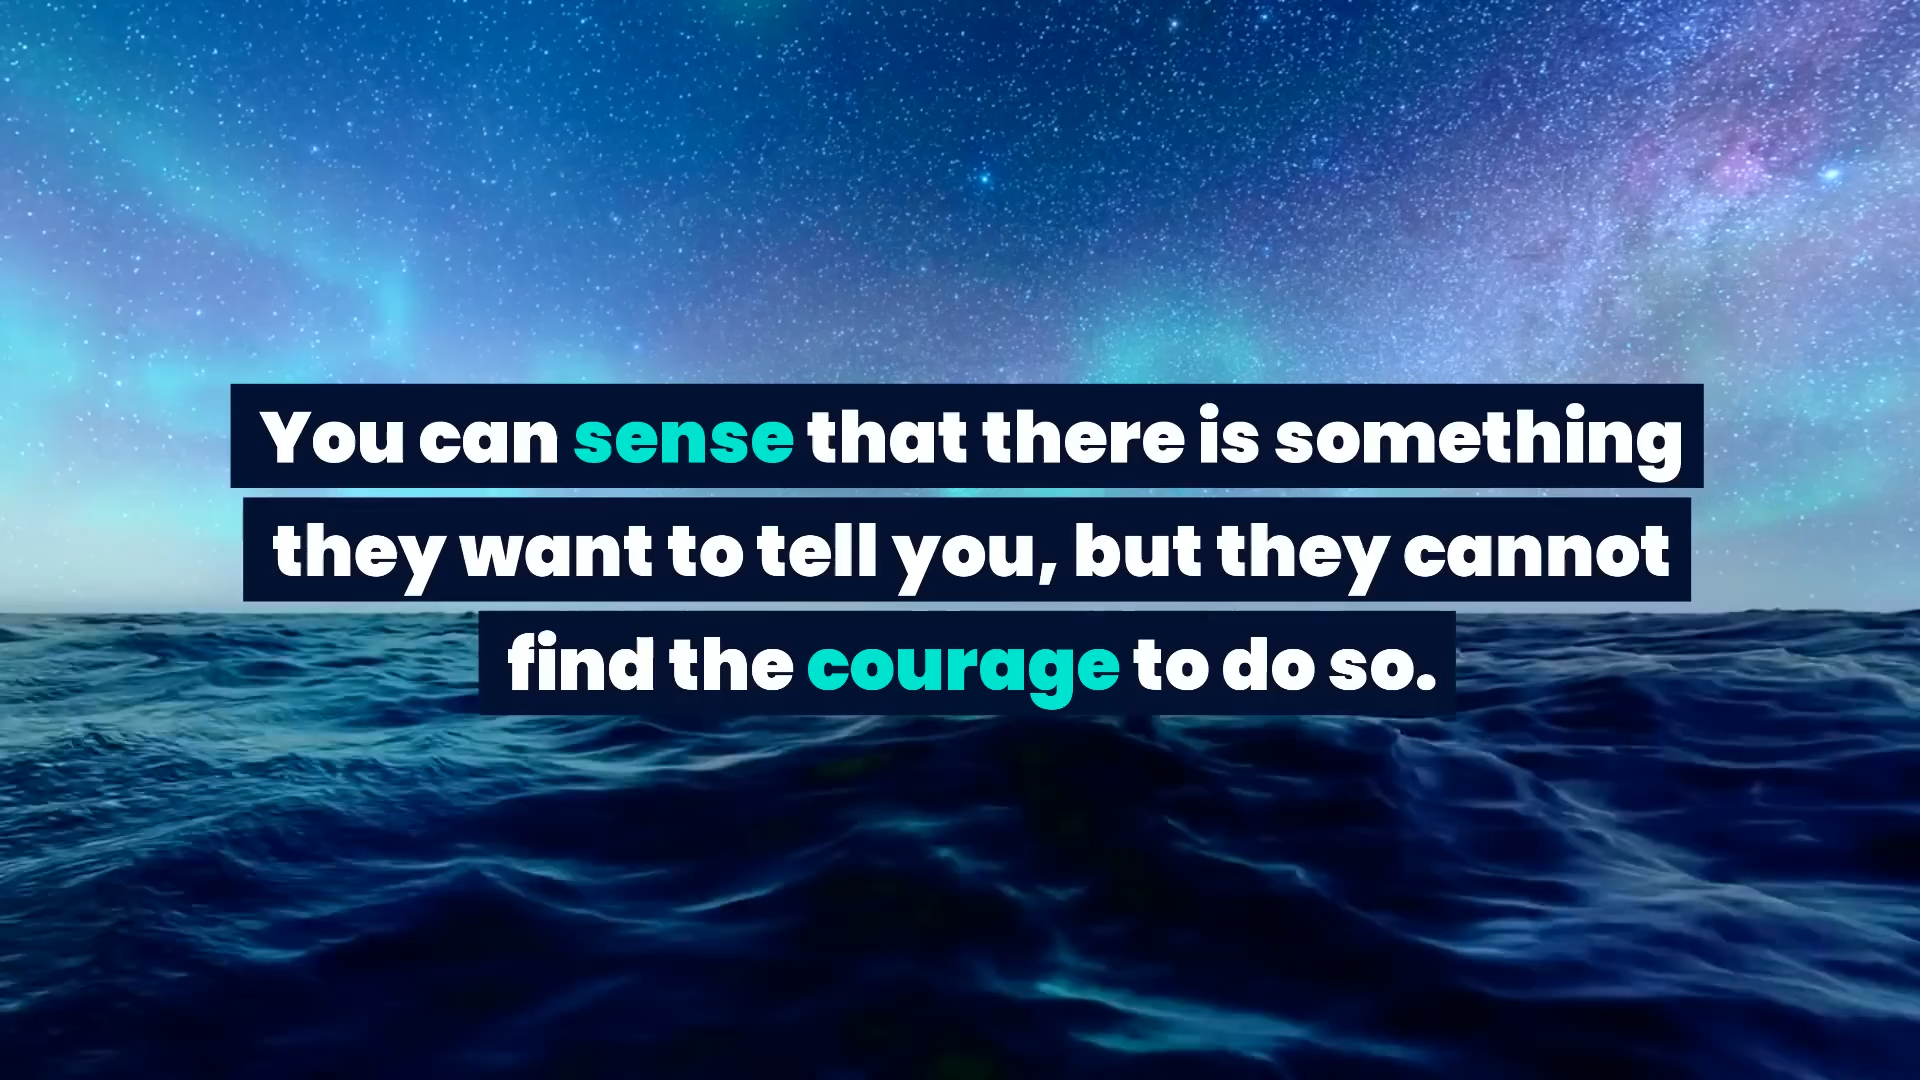 You can sense that there is something
they want to tell you, but they cannot
find the courage to do so.